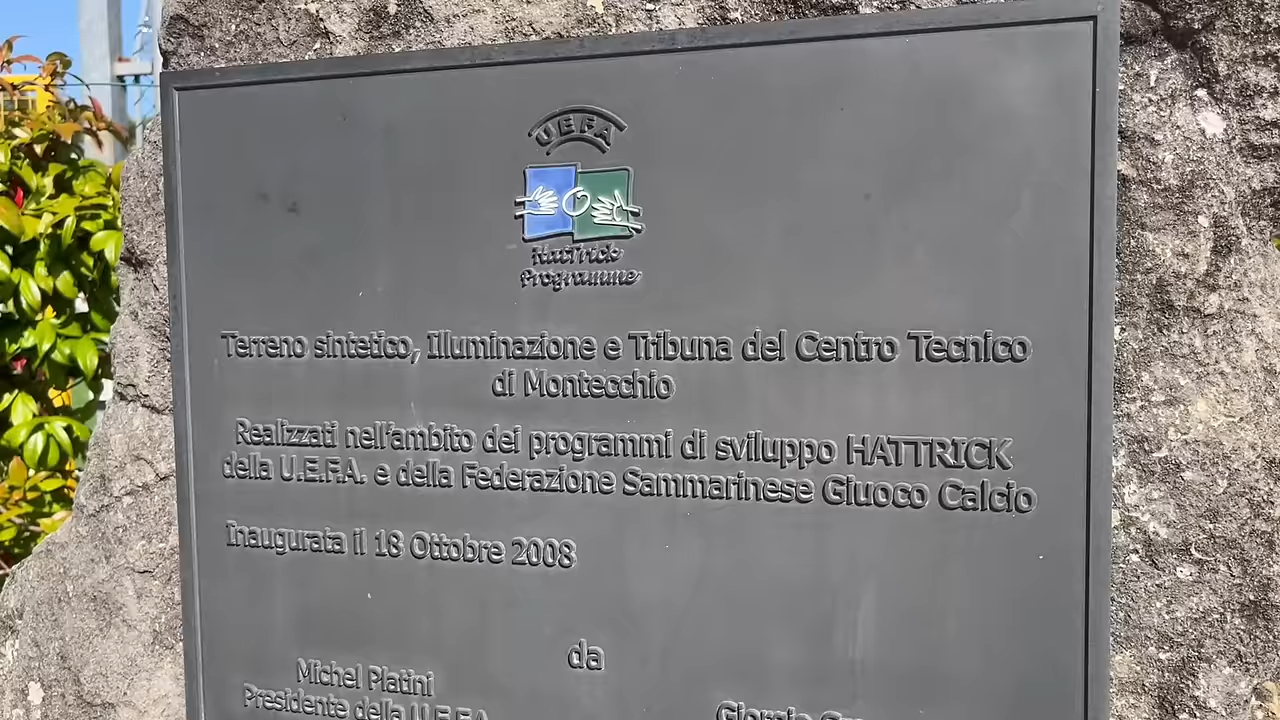 UEFA
HatTrick
Programme
Terreno sintetico, Illuminazione e Tribuna del Centro Tecnico
di Montecchio
Realizzati nell'ambito dei programmi di sviluppo HATTRICK
della U.E.F.A. e della Federazione Sammarinese Giuoco Calcio
Inaugurata il 18 Ottobre 2008
da
Michel Platini
Presidente della U.E.F.A.
Giorgio